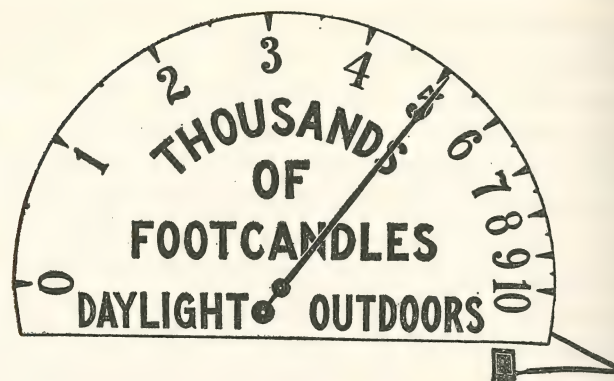 0 1 2 3 4 5 6 7 8 9 10
THOUSANDS
OF
FOOTCANDLES
DAYLIGHT OUTDOORS